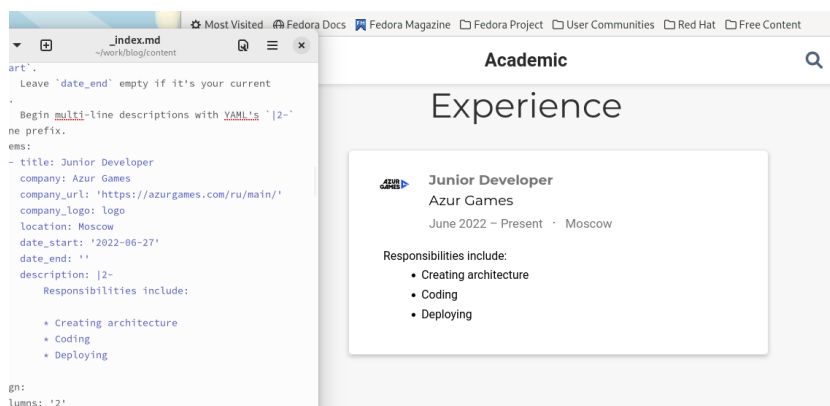 Most Visited Fedora Docs Fedora Magazine Fedora Project User Communities Red Hat Free Content
_index.md
~/work/blog/content
art`.
Leave `date_end` empty if it's your current
.
Begin multi-line descriptions with YAML's `|2-`
ne prefix.
ems:
- title: Junior Developer
company: Azur Games
company_url: 'https://azurgames.com/ru/main/'
company_logo: logo
location: Moscow
date_start: '2022-06-27'
date_end: ''
description: |2-
Responsibilities include:
* Creating architecture
* Coding
* Deploying
gn:
lumns: '2'
Academic
Experience
AZUR GAMES
Junior Developer
Azur Games
June 2022 – Present · Moscow
Responsibilities include:
• Creating architecture
• Coding
• Deploying